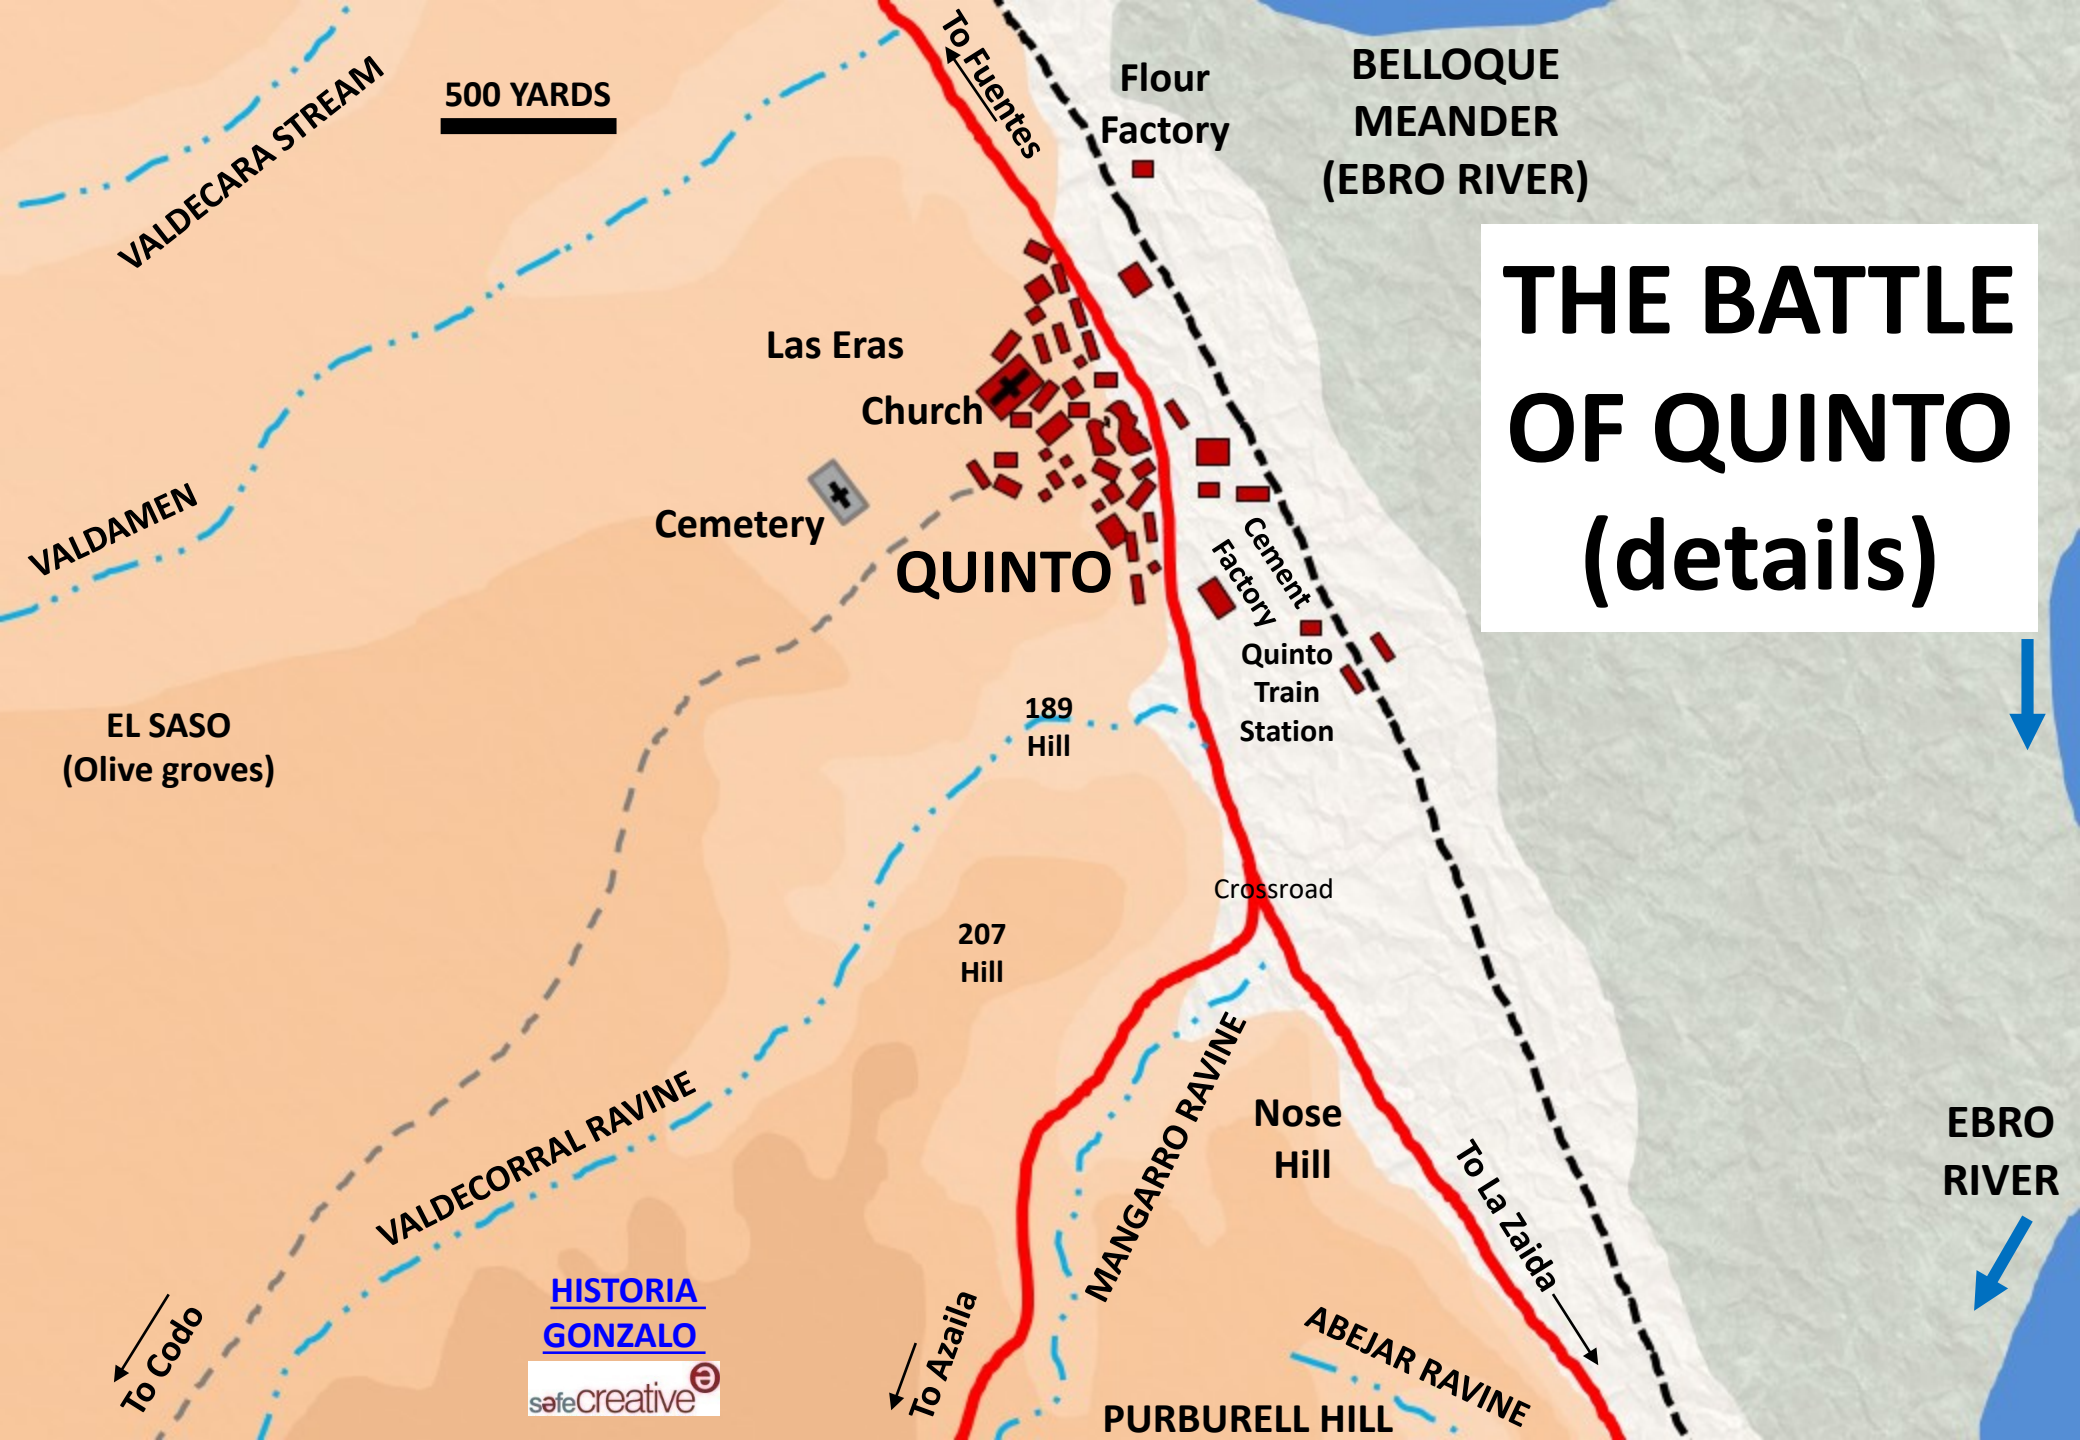 To Fuentes
Flour
Factory
BELLOQUE
MEANDER
(EBRO RIVER)
VALDECARA STREAM
500 YARDS
THE BATTLE
OF QUINTO
(details)
Las Eras
Church
Cemetery
VALDAMEN
QUINTO
Cement
Factory
Quinto
Train
Station
189
Hill
EL SASO
(Olive groves)
Crossroad
207
Hill
MANGARRO RAVINE
Nose
Hill
VALDECORRAL RAVINE
EBRO
RIVER
To La Zaida
HISTORIA
GONZALO
safecreative
To Codo
To Azaila
ABEJAR RAVINE
PURBURELL HILL